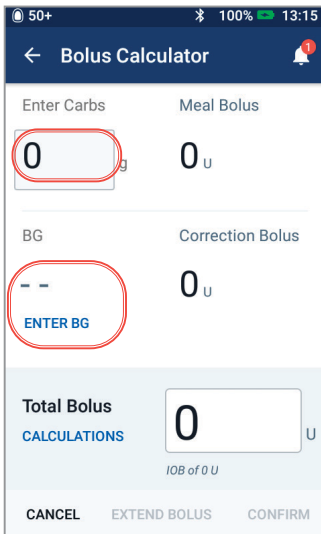 50+ 100% 13:15
Bolus Calculator 1
Enter Carbs Meal Bolus
0 g 0 U
BG Correction Bolus
-- 0 U
ENTER BG
Total Bolus 0 U
CALCULATIONS
IOB of 0 U
CANCEL EXTEND BOLUS CONFIRM